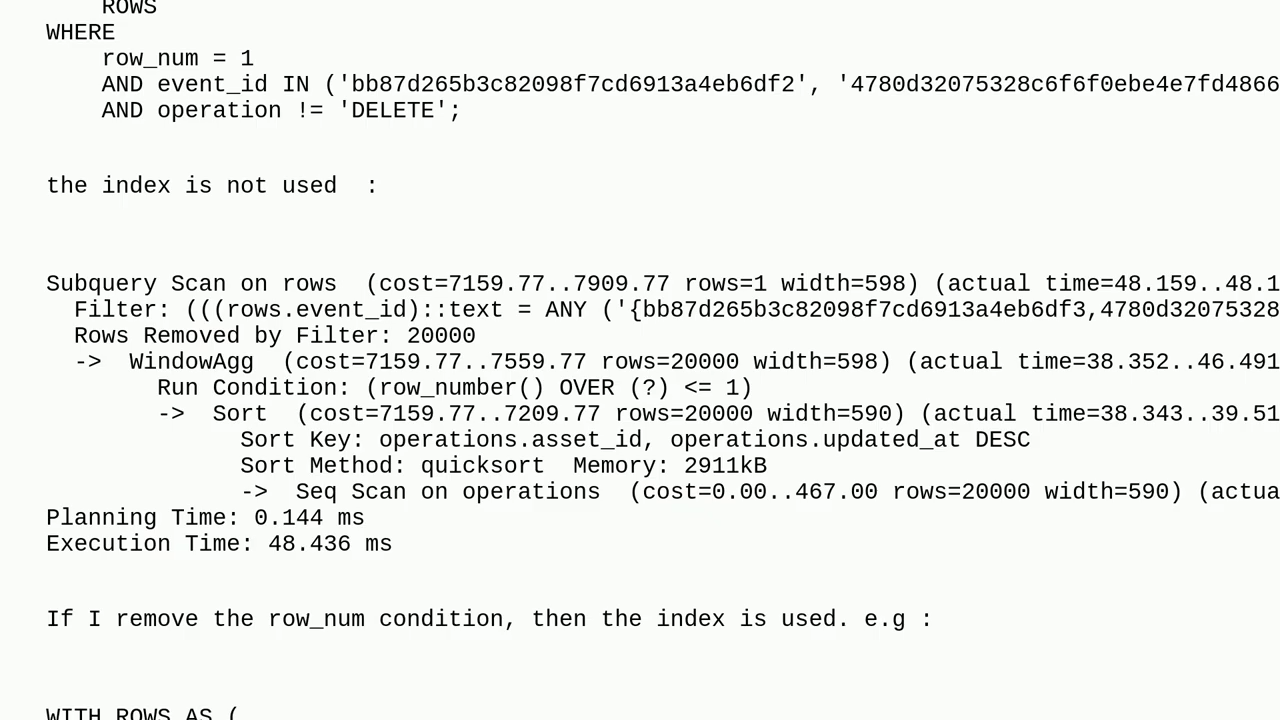 ROWS
WHERE
row_num = 1
AND event_id IN ('bb87d265b3c82098f7cd6913a4eb6df2', '4780d32075328c6f6f0ebe4e7fd4866
AND operation != 'DELETE';
the index is not used  :
Subquery Scan on rows  (cost=7159.77..7909.77 rows=1 width=598) (actual time=48.159..48.1
Filter: (((rows.event_id)::text = ANY ('{bb87d265b3c82098f7cd6913a4eb6df3,4780d32075328
Rows Removed by Filter: 20000
->  WindowAgg  (cost=7159.77..7559.77 rows=20000 width=598) (actual time=38.352..46.491
Run Condition: (row_number() OVER (?) <= 1)
->  Sort  (cost=7159.77..7209.77 rows=20000 width=590) (actual time=38.343..39.51
Sort Key: operations.asset_id, operations.updated_at DESC
Sort Method: quicksort  Memory: 2911kB
->  Seq Scan on operations  (cost=0.00..467.00 rows=20000 width=590) (actua
Planning Time: 0.144 ms
Execution Time: 48.436 ms
If I remove the row_num condition, then the index is used. e.g :
WITH ROWS AS (